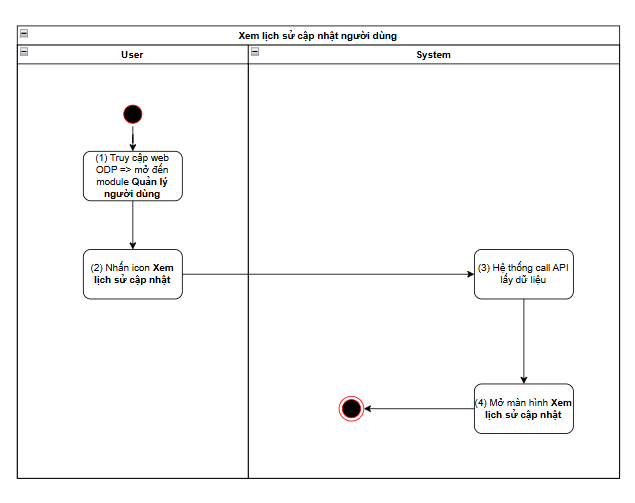 Xem lịch sử cập nhật người dùng
User
System
(1) Truy cập web
ODP => mở đến
module Quản lý
người dùng
(2) Nhấn icon Xem
lịch sử cập nhật
(3) Hệ thống call API
lấy dữ liệu
(4) Mở màn hình Xem
lịch sử cập nhật